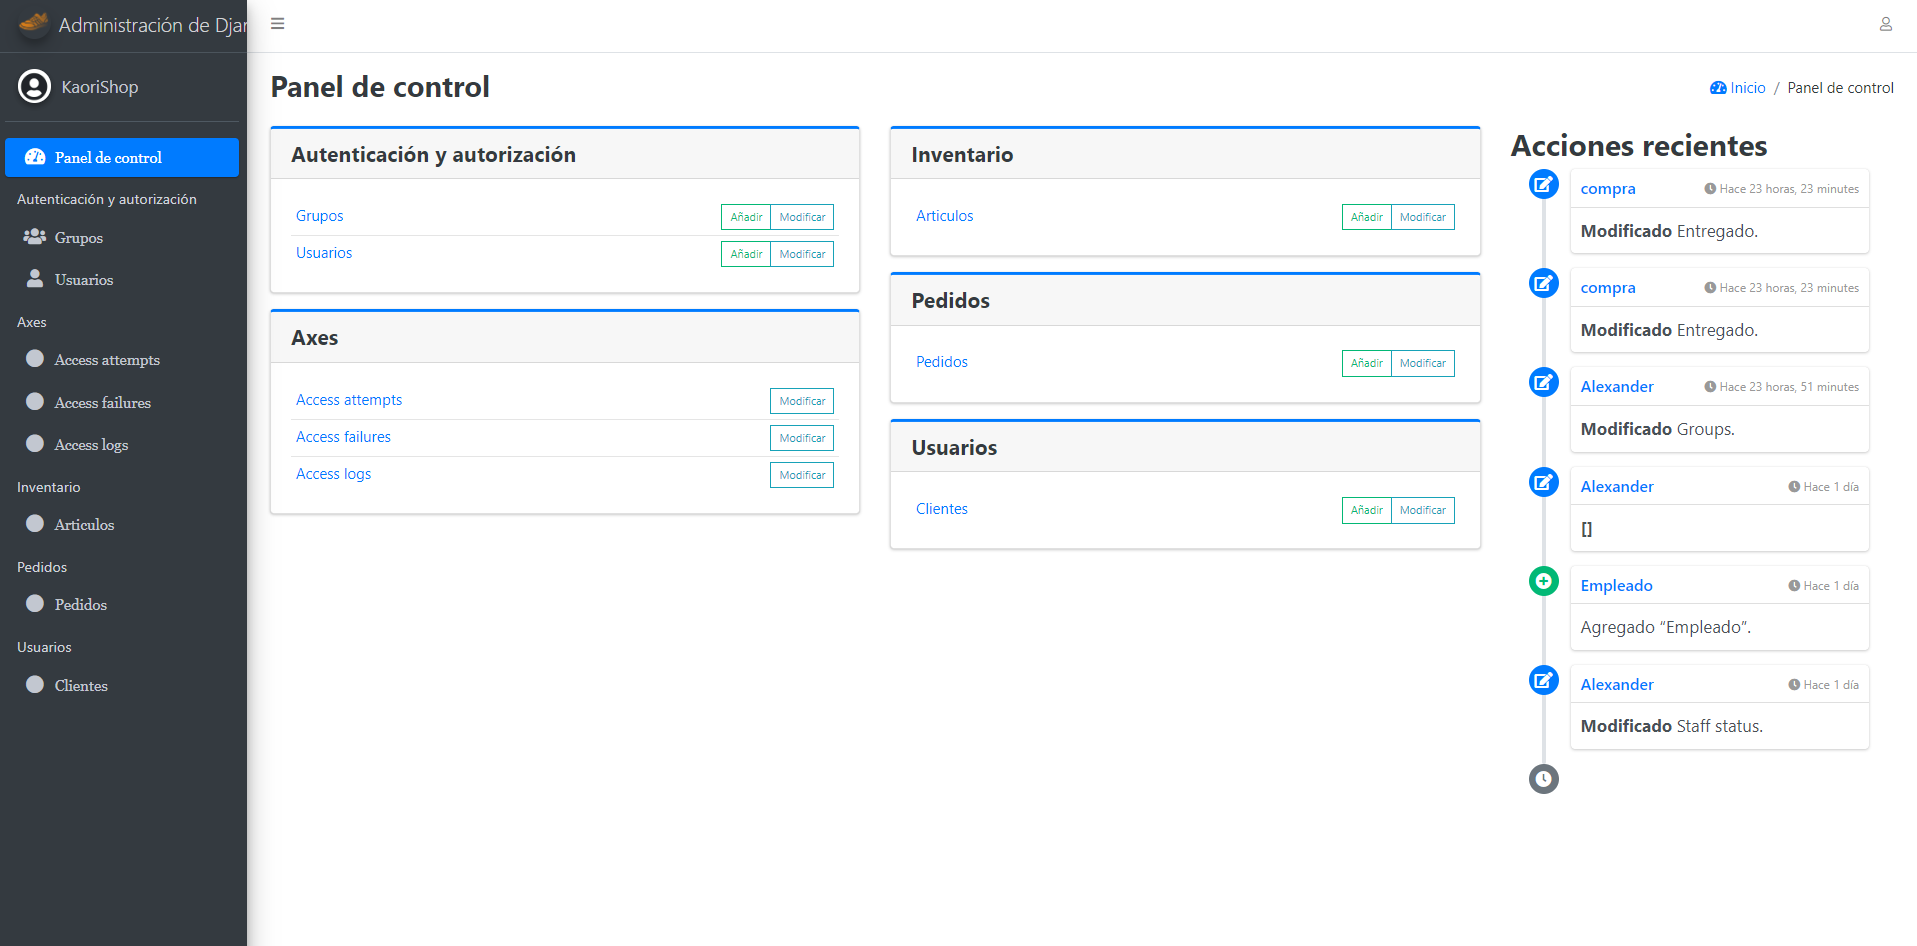 Administración de Djan
KaoriShop
Panel de control
Autenticación y autorización
Grupos
Usuarios
Axes
Access attempts
Access failures
Access logs
Inventario
Articulos
Pedidos
Pedidos
Usuarios
Clientes
Panel de control
Inicio / Panel de control
Autenticación y autorización
Grupos Añadir Modificar
Usuarios Añadir Modificar
Axes
Access attempts Modificar
Access failures Modificar
Access logs Modificar
Inventario
Articulos Añadir Modificar
Pedidos
Pedidos Añadir Modificar
Usuarios
Clientes Añadir Modificar
Acciones recientes
compra Hace 23 horas, 23 minutes
Modificado Entregado.
compra Hace 23 horas, 23 minutes
Modificado Entregado.
Alexander Hace 23 horas, 51 minutes
Modificado Groups.
Alexander Hace 1 día
[]
Empleado Hace 1 día
Agregado “Empleado”.
Alexander Hace 1 día
Modificado Staff status.